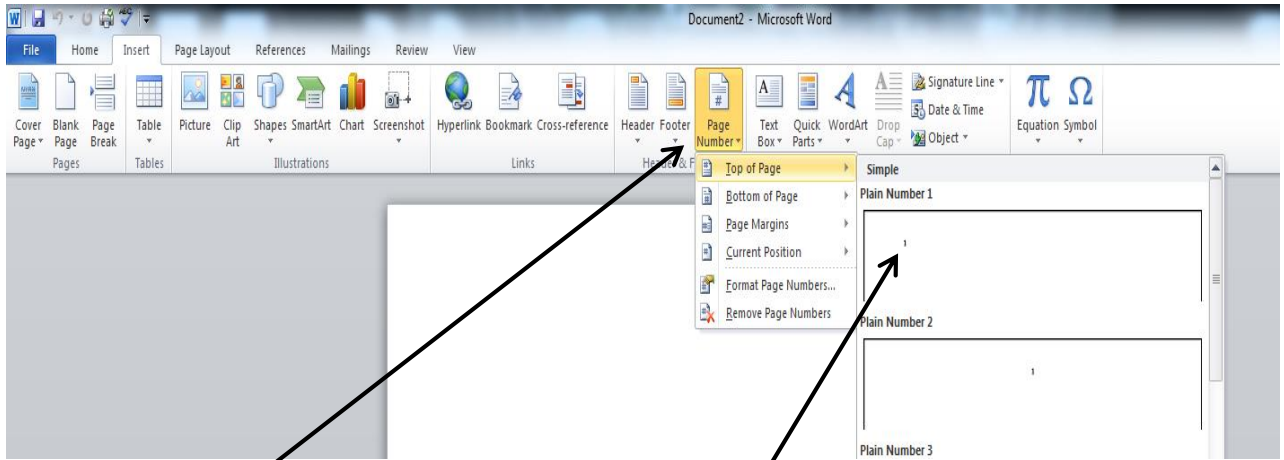 Document2 - Microsoft Word
File Home Insert Page Layout References Mailings Review View
Cover Page Blank Page Page Break Table Picture Clip Art Shapes SmartArt Chart Screenshot Hyperlink Bookmark Cross-reference Header Footer Page Number Text Box Quick Parts WordArt Drop Cap Signature Line Date & Time Object Equation Symbol
Pages Tables Illustrations Links Header & F
Top of Page
Bottom of Page
Page Margins
Current Position
Format Page Numbers...
Remove Page Numbers
Simple
Plain Number 1
1
Plain Number 2
1
Plain Number 3